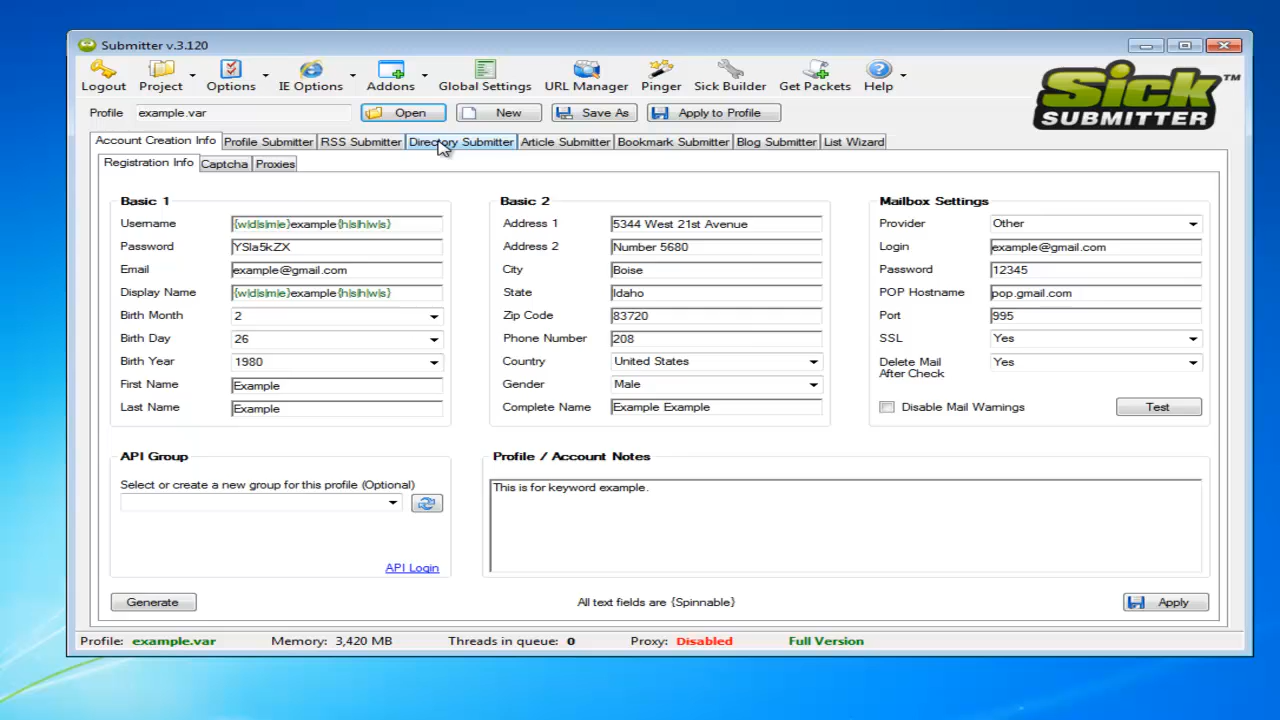 Submitter v.3.120
Logout Project Options IE Options Addons Global Settings URL Manager Pinger Sick Builder Get Packets Help
Sick SUBMITTER™
Profile example.var Open New Save As Apply to Profile
Account Creation Info Profile Submitter RSS Submitter Directory Submitter Article Submitter Bookmark Submitter Blog Submitter List Wizard
Registration Info Captcha Proxies
Basic 1
Username {w|d|s|m|e}example{h|s|h|w|s}
Password YSla5kZX
Email example@gmail.com
Display Name {w|d|s|m|e}example{h|s|h|w|s}
Birth Month 2
Birth Day 26
Birth Year 1980
First Name Example
Last Name Example
Basic 2
Address 1 5344 West 21st Avenue
Address 2 Number 5680
City Boise
State Idaho
Zip Code 83720
Phone Number 208
Country United States
Gender Male
Complete Name Example Example
Mailbox Settings
Provider Other
Login example@gmail.com
Password 12345
POP Hostname pop.gmail.com
Port 995
SSL Yes
Delete Mail Yes
After Check
Disable Mail Warnings Test
API Group
Select or create a new group for this profile (Optional)
API Login
Profile / Account Notes
This is for keyword example.
Generate All text fields are {Spinnable} Apply
Profile: example.var Memory: 3,420 MB Threads in queue: 0 Proxy: Disabled Full Version